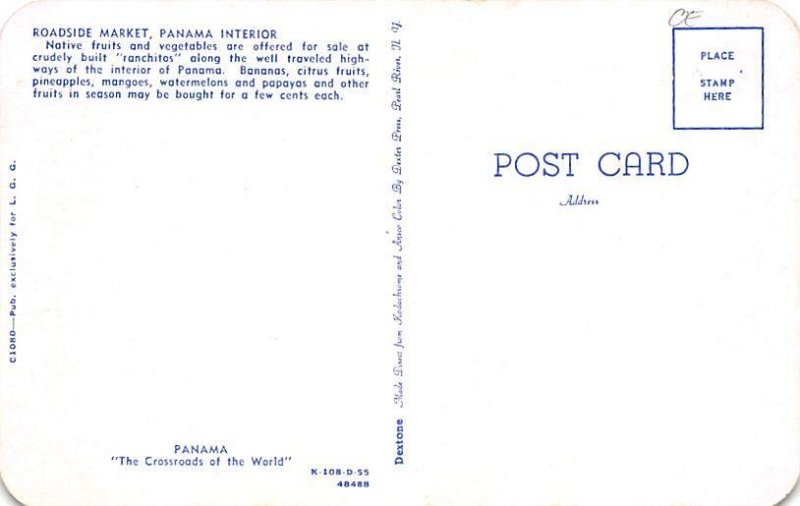 ROADSIDE MARKET, PANAMA INTERIOR
Native fruits and vegetables are offered for sale at
crudely built "ranchitos" along the well traveled high-
ways of the interior of Panama. Bananas, citrus fruits,
pineapples, mangoes, watermelons and papayas and other
fruits in season may be bought for a few cents each.
C108D—Pub. exclusively for L. G. G.
PANAMA
"The Crossroads of the World"
K-108-D-55
48488
Dextone Made Direct from Kodachrome and Ansco Color By Dexter Press, Pearl River, N. Y.
CE
PLACE
STAMP
HERE
POST CARD
Address